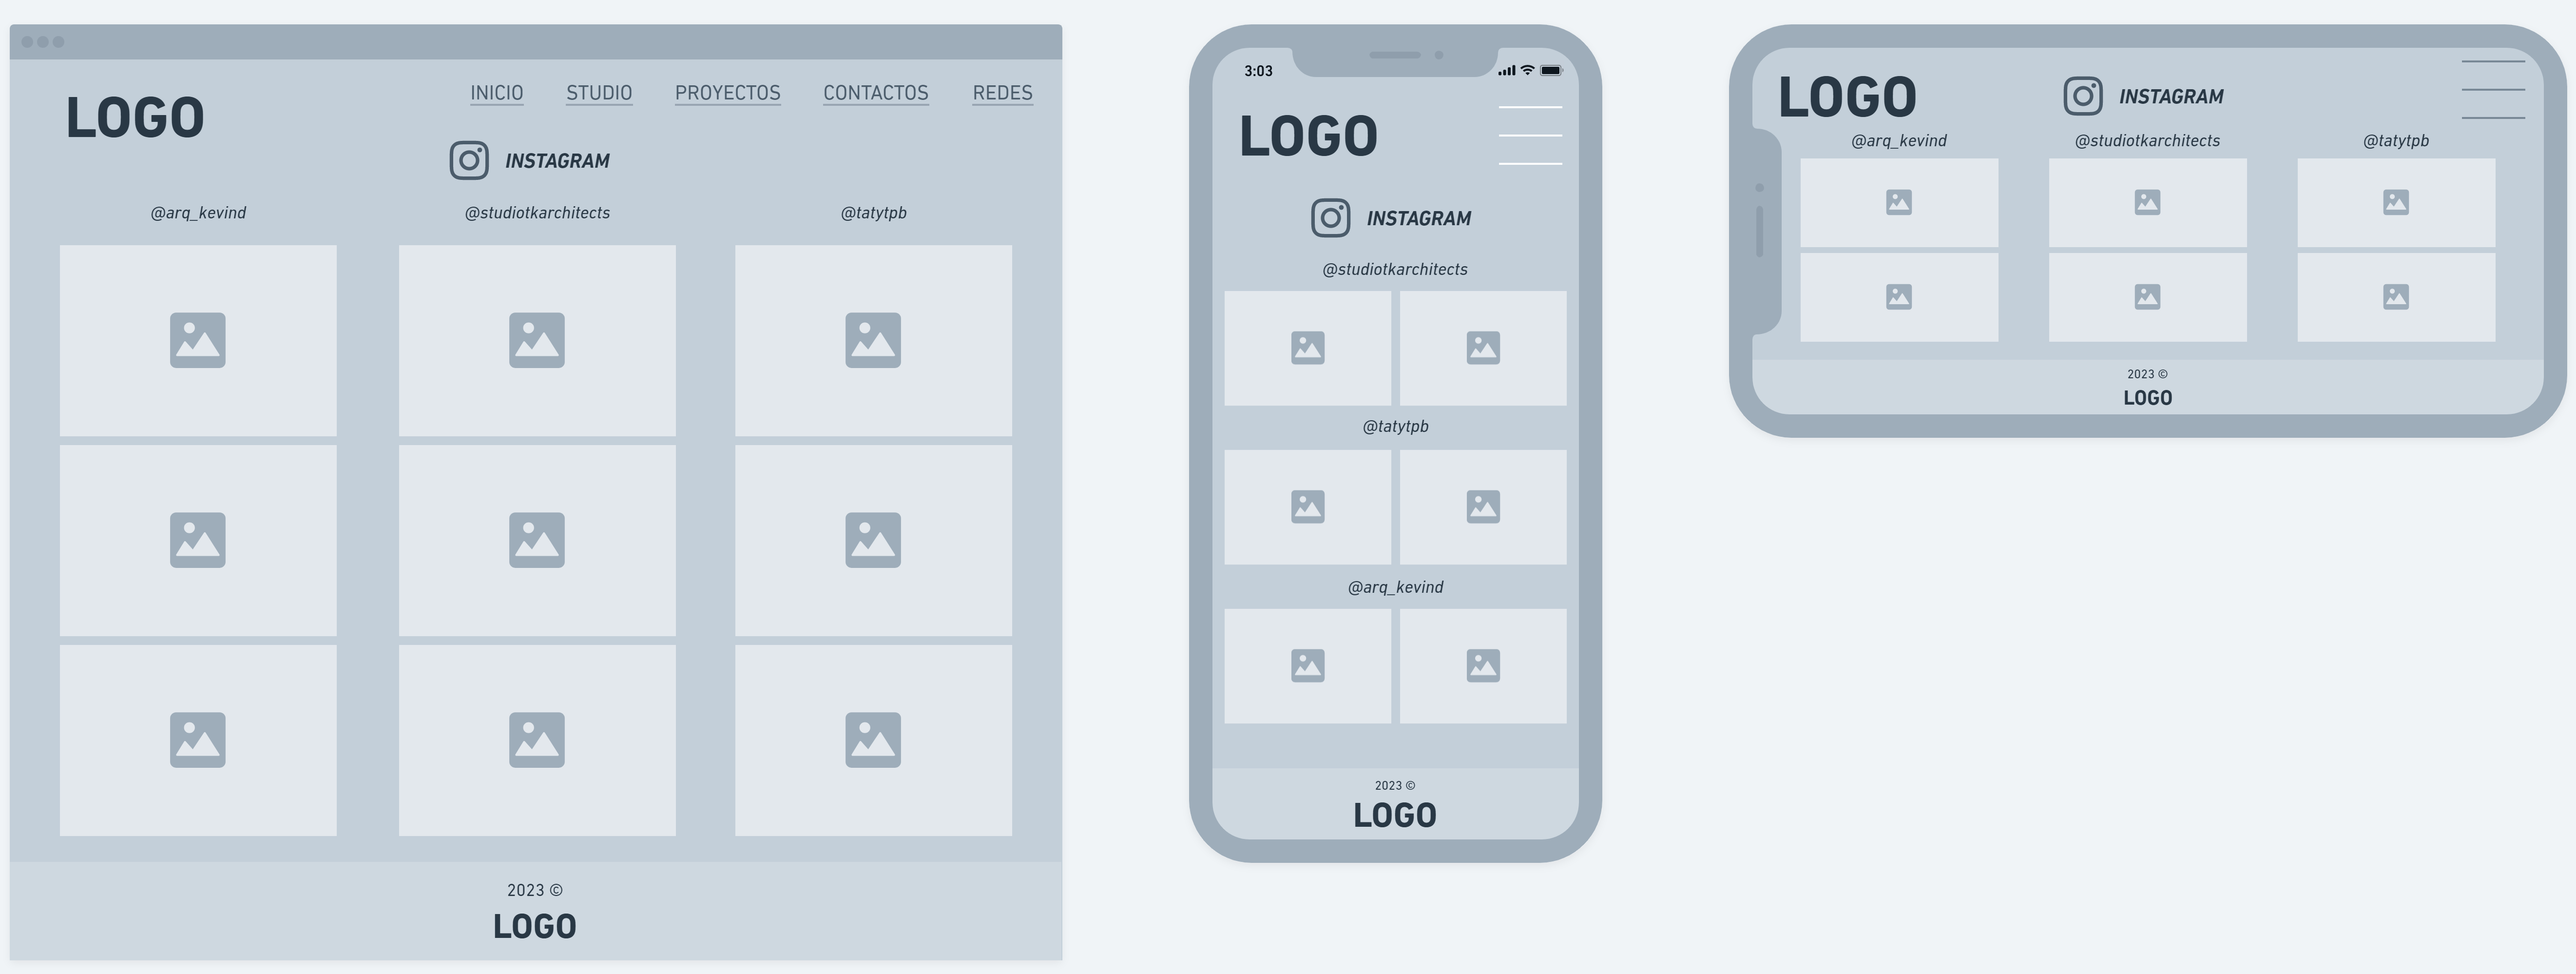 LOGO
INICIO STUDIO PROYECTOS CONTACTOS REDES
INSTAGRAM
@arq_kevind @studiotkarchitects @tatytpb
2023 ©
LOGO
3:03
LOGO
INSTAGRAM
@studiotkarchitects
@tatytpb
@arq_kevind
2023 ©
LOGO
LOGO
INSTAGRAM
@arq_kevind @studiotkarchitects @tatytpb
2023 ©
LOGO